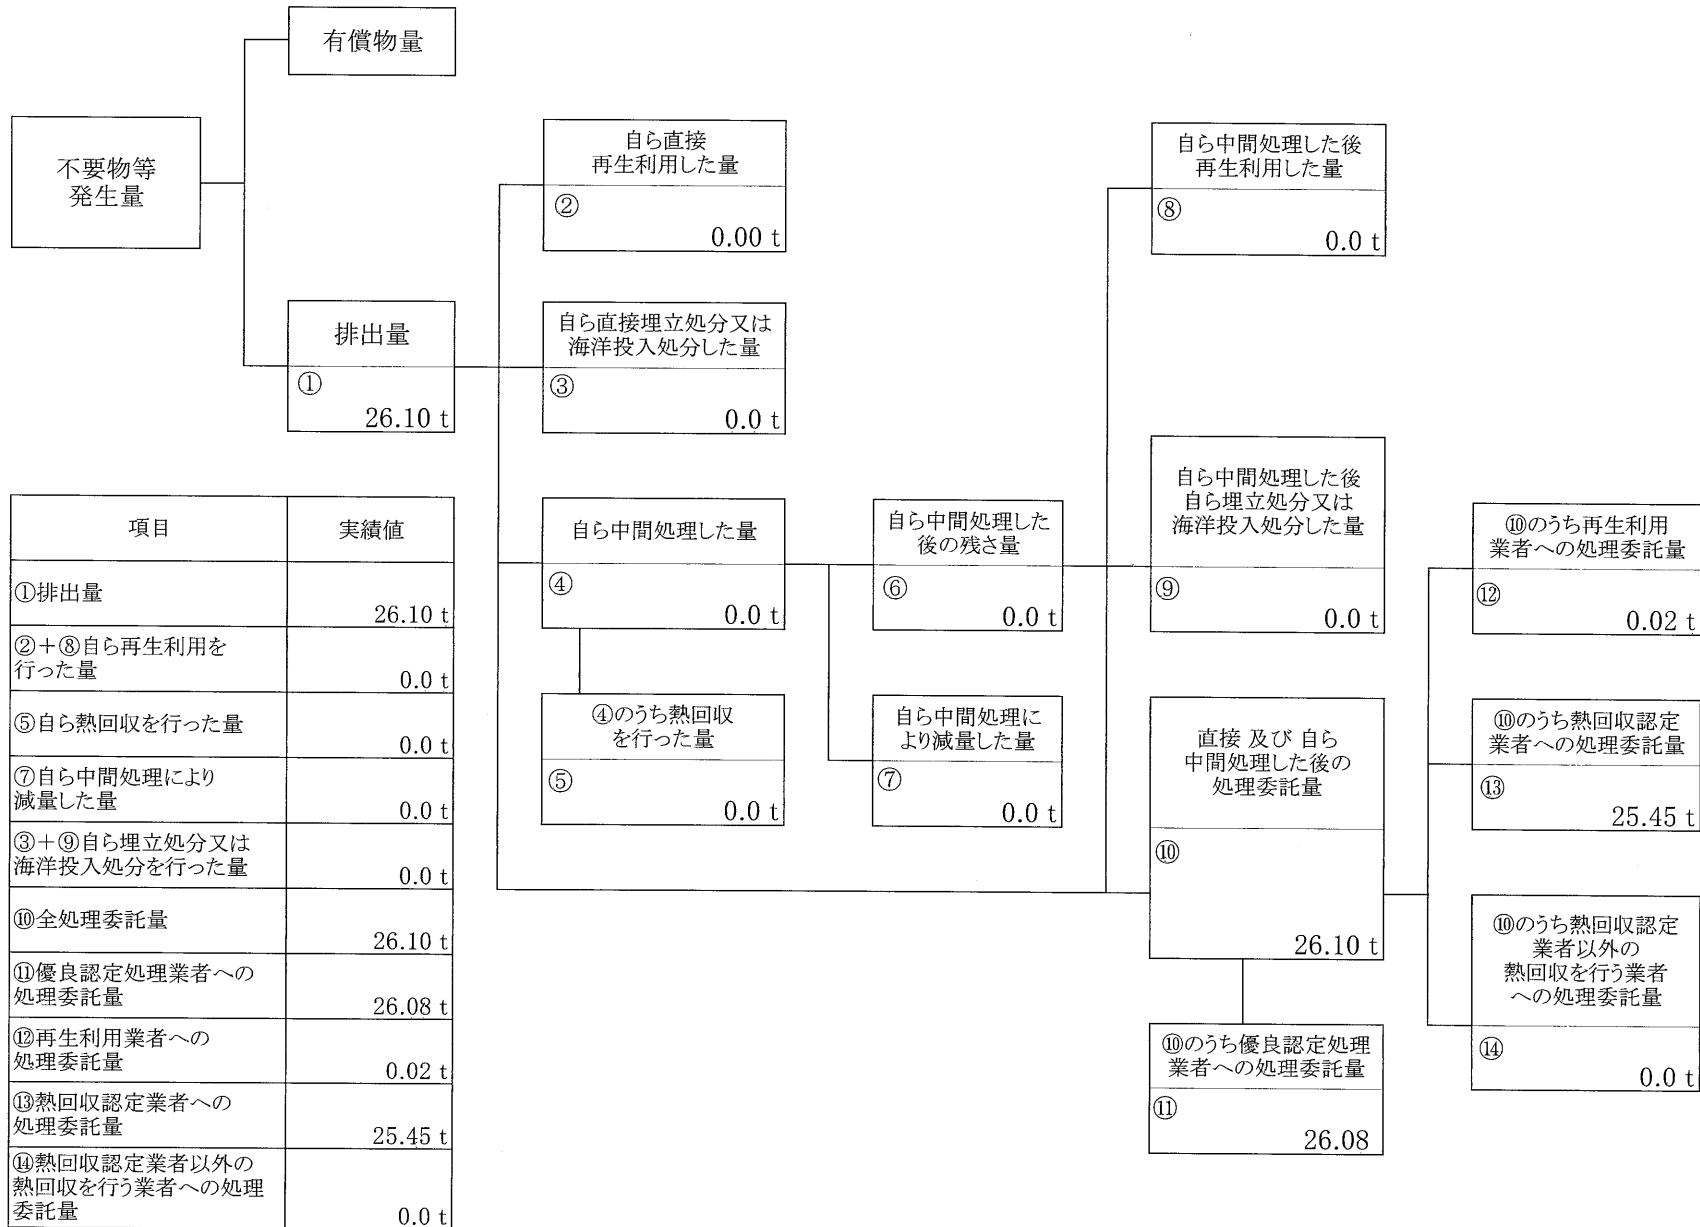 有償物量
不要物等
発生量
排出量
①
26.10 t
自ら直接
再生利用した量
②
0.00 t
自ら直接埋立処分又は
海洋投入処分した量
③
0.0 t
自ら中間処理した量
④
0.0 t
④のうち熱回収
を行った量
⑤
0.0 t
自ら中間処理した
後の残さ量
⑥
0.0 t
自ら中間処理に
より減量した量
⑦
0.0 t
自ら中間処理した後
再生利用した量
⑧
0.0 t
自ら中間処理した後
自ら埋立処分又は
海洋投入処分した量
⑨
0.0 t
直接 及び 自ら
中間処理した後の
処理委託量
⑩
26.10 t
⑩のうち優良認定処理
業者への処理委託量
⑪
26.08
⑩のうち再生利用
業者への処理委託量
⑫
0.02 t
⑩のうち熱回収認定
業者への処理委託量
⑬
25.45 t
⑩のうち熱回収認定
業者以外の
熱回収を行う業者
への処理委託量
⑭
0.0 t
項目 実績値
①排出量
26.10 t
②+⑧自ら再生利用を
行った量
0.0 t
⑤自ら熱回収を行った量
0.0 t
⑦自ら中間処理により
減量した量
0.0 t
③+⑨自ら埋立処分又は
海洋投入処分を行った量
0.0 t
⑩全処理委託量
26.10 t
⑪優良認定処理業者への
処理委託量
26.08 t
⑫再生利用業者への
処理委託量
0.02 t
⑬熱回収認定業者への
処理委託量
25.45 t
⑭熱回収認定業者以外の
熱回収を行う業者への処理
委託量
0.0 t